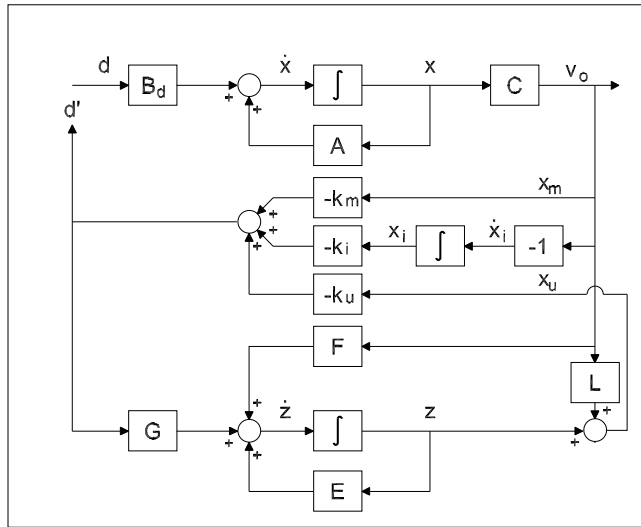 d B_d ẋ ∫ x C v_o
+ +
d' A
-k_m x_m
+ +
-k_i x_i ∫ ẋ_i -1
+
-k_u x_u
F
L
+ +
G ż ∫ z
+ + +
E